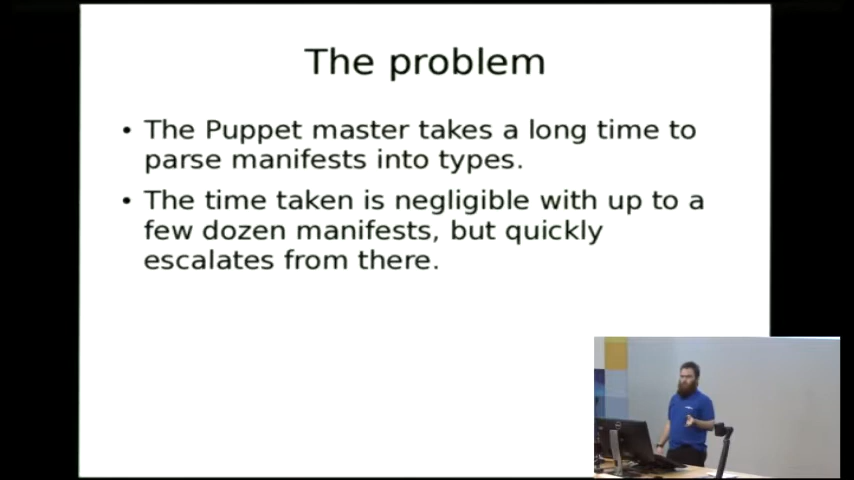 The problem
• The Puppet master takes a long time to
parse manifests into types.
• The time taken is negligible with up to a
few dozen manifests, but quickly
escalates from there.